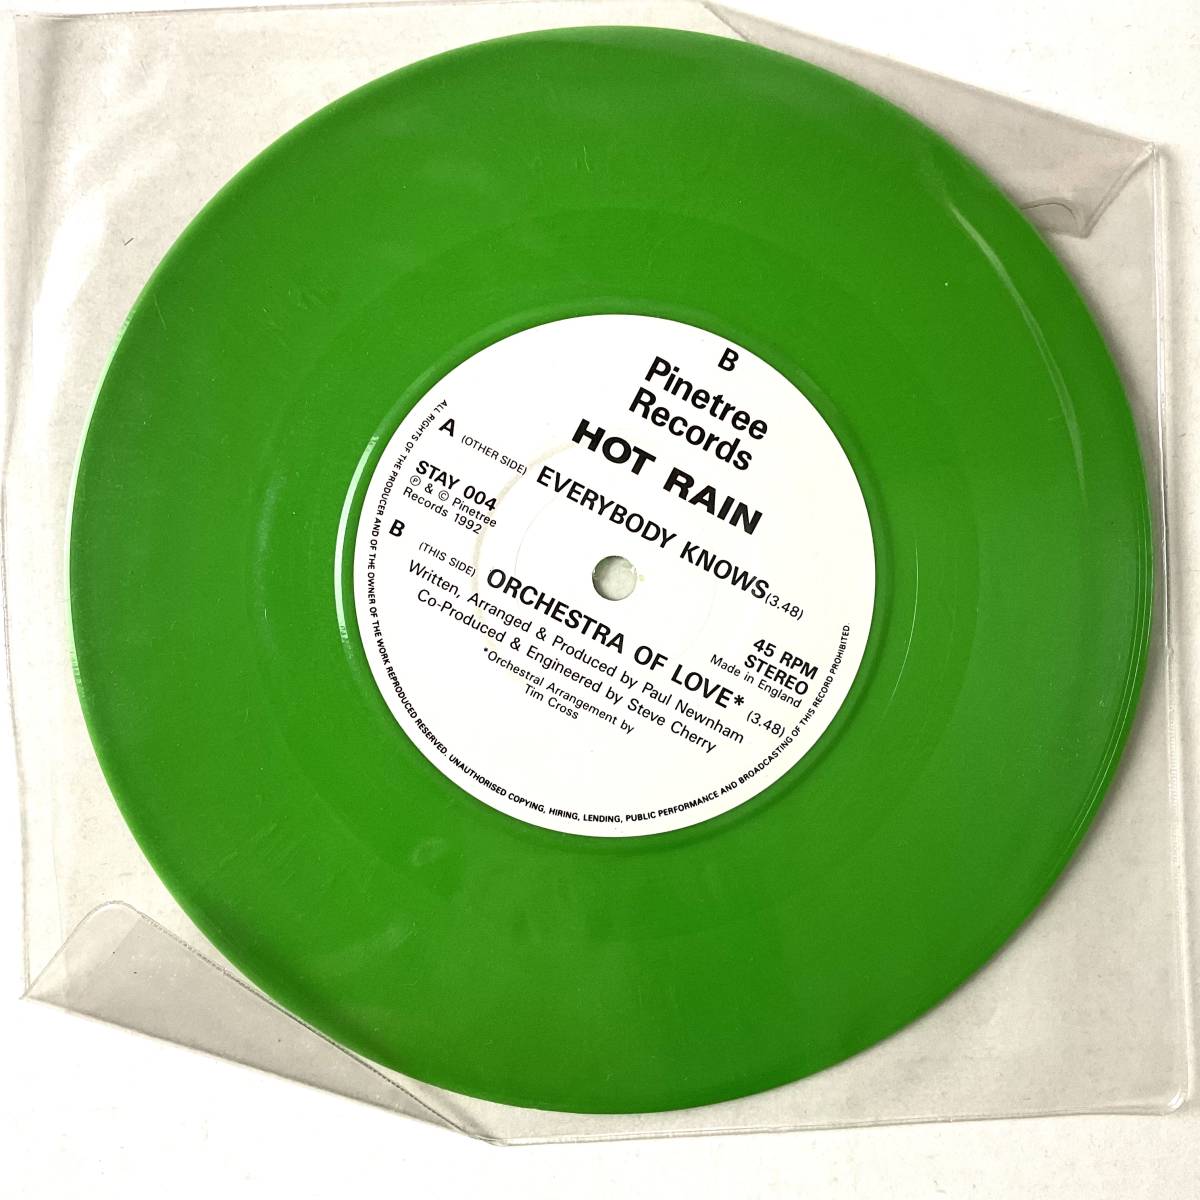 B
Pinetree
Records
HOT RAIN
A (OTHER SIDE) EVERYBODY KNOWS (3.48)
STAY 004
℗ & © Pinetree
Records 1992
45 RPM
STEREO
Made in England
B (THIS SIDE) ORCHESTRA OF LOVE* (3.48)
Written, Arranged & Produced by Paul Newnham
Co-Produced & Engineered by Steve Cherry
*Orchestral Arrangement by
Tim Cross
ALL RIGHTS OF THE PRODUCER AND OF THE OWNER OF THE WORK REPRODUCED RESERVED. UNAUTHORISED COPYING, HIRING, LENDING, PUBLIC PERFORMANCE AND BROADCASTING OF THIS RECORD PROHIBITED.